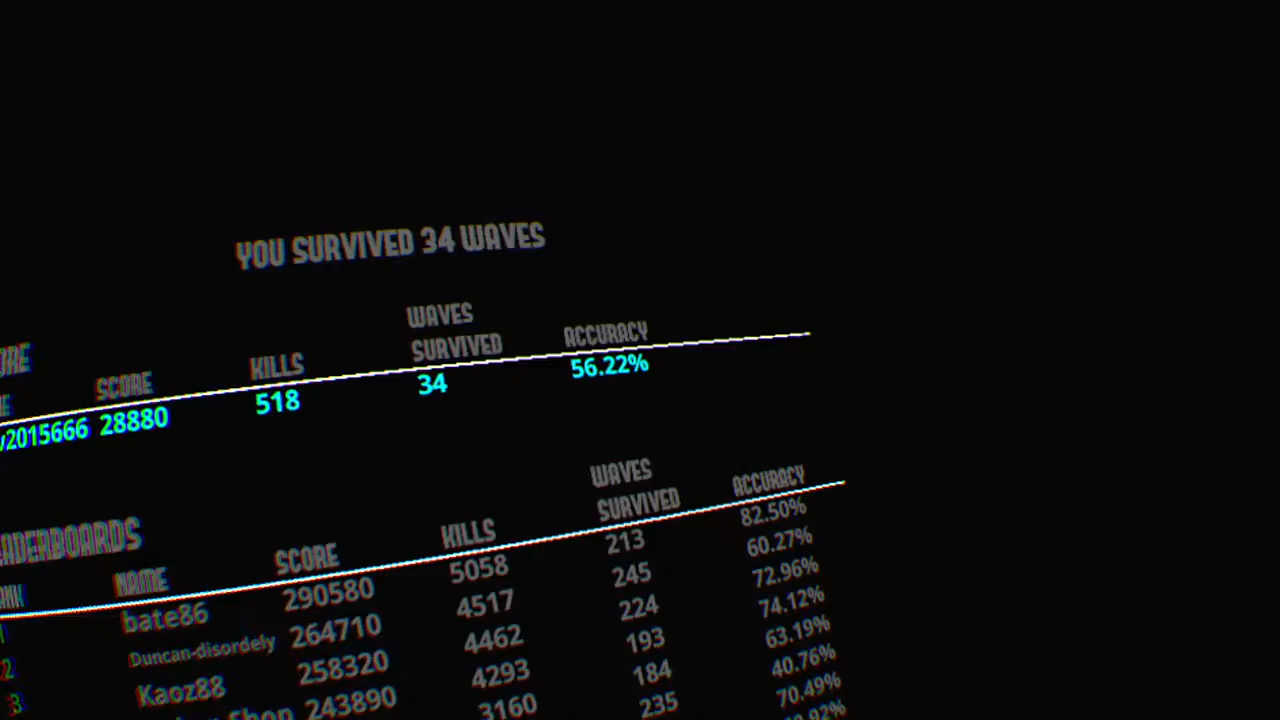 YOU SURVIVED 34 WAVES
SCORE KILLS WAVES SURVIVED ACCURACY
28880 518 34 56.22%
NAME SCORE KILLS WAVES SURVIVED ACCURACY
bate86 290580 5058 213 82.50%
Duncan-disordely 264710 4517 245 60.27%
3 Kaoz88 258320 4462 224 72.96%
243890 4293 193 74.12%
3160 184 63.19%
235 40.76%
70.49%